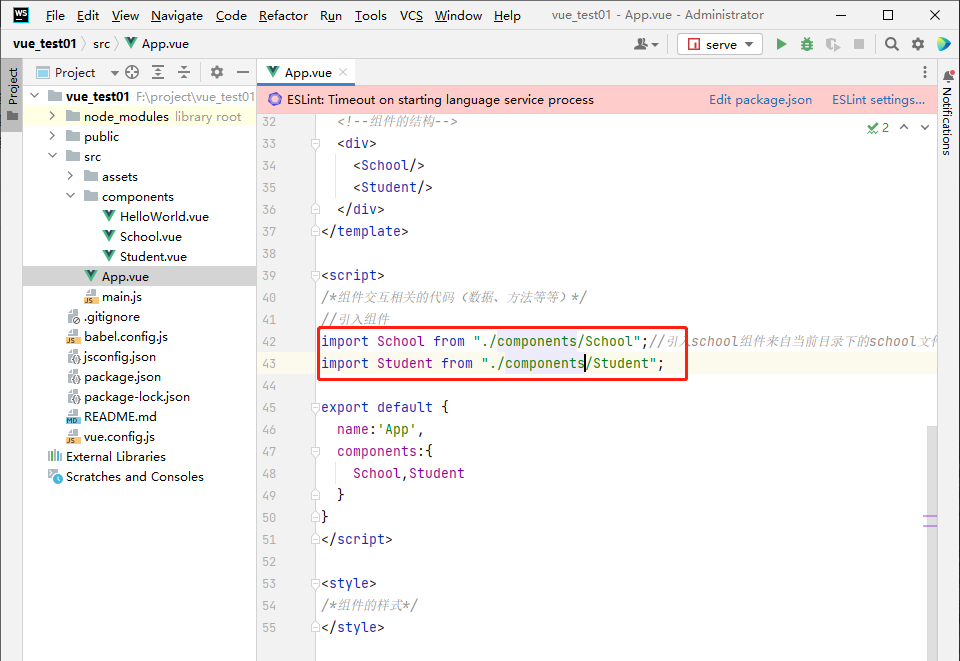 WS File Edit View Navigate Code Refactor Run Tools VCS Window Help vue_test01 - App.vue - Administrator
vue_test01 src App.vue serve
Project
Project
App.vue
vue_test01 F:\project\vue_test01
node_modules library root
public
src
assets
components
HelloWorld.vue
School.vue
Student.vue
App.vue
main.js
.gitignore
babel.config.js
jsconfig.json
package.json
package-lock.json
README.md
vue.config.js
External Libraries
Scratches and Consoles
ESLint: Timeout on starting language service process Edit package.json ESLint settings...
2
32 <!--组件的结构-->
33 <div>
34 <School/>
35 <Student/>
36 </div>
37 </template>
38
39 <script>
40 /*组件交互相关的代码（数据、方法等等）*/
41 //引入组件
42 import School from "./components/School";//引入school组件来自当前目录下的school文件
43 import Student from "./components/Student";
44
45 export default {
46 name:'App',
47 components:{
48 School,Student
49 }
50 }
51 </script>
52
53 <style>
54 /*组件的样式*/
55 </style>
Notifications